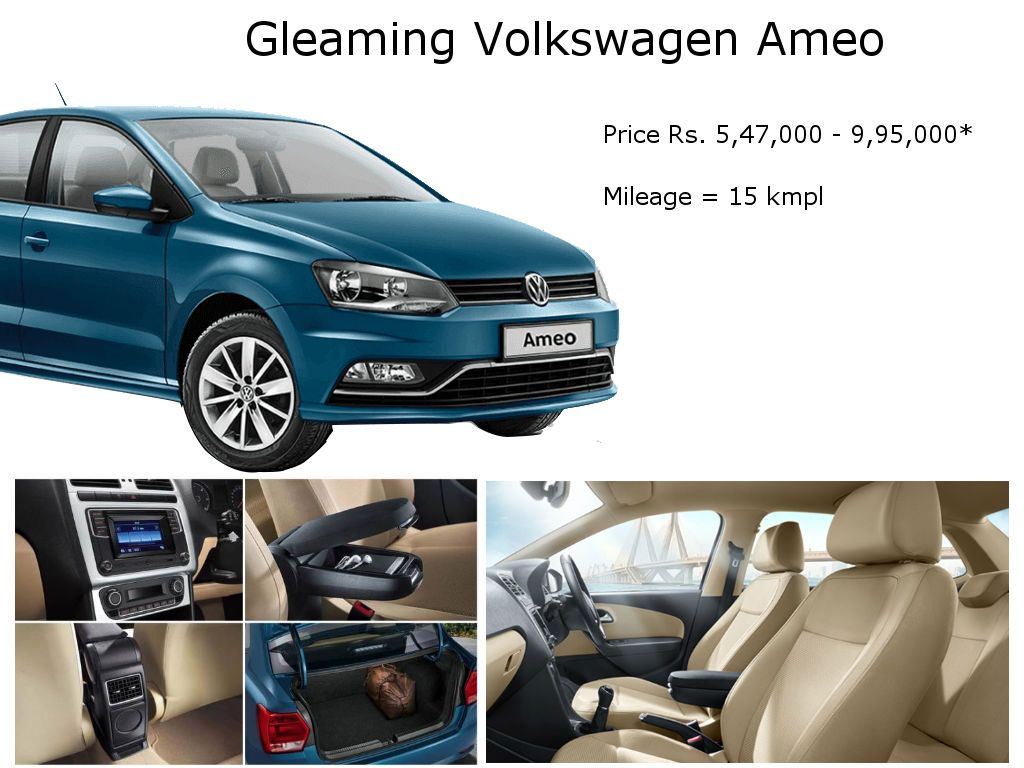 Gleaming Volkswagen Ameo
Price Rs. 5,47,000 - 9,95,000*
Mileage = 15 kmpl
Ameo